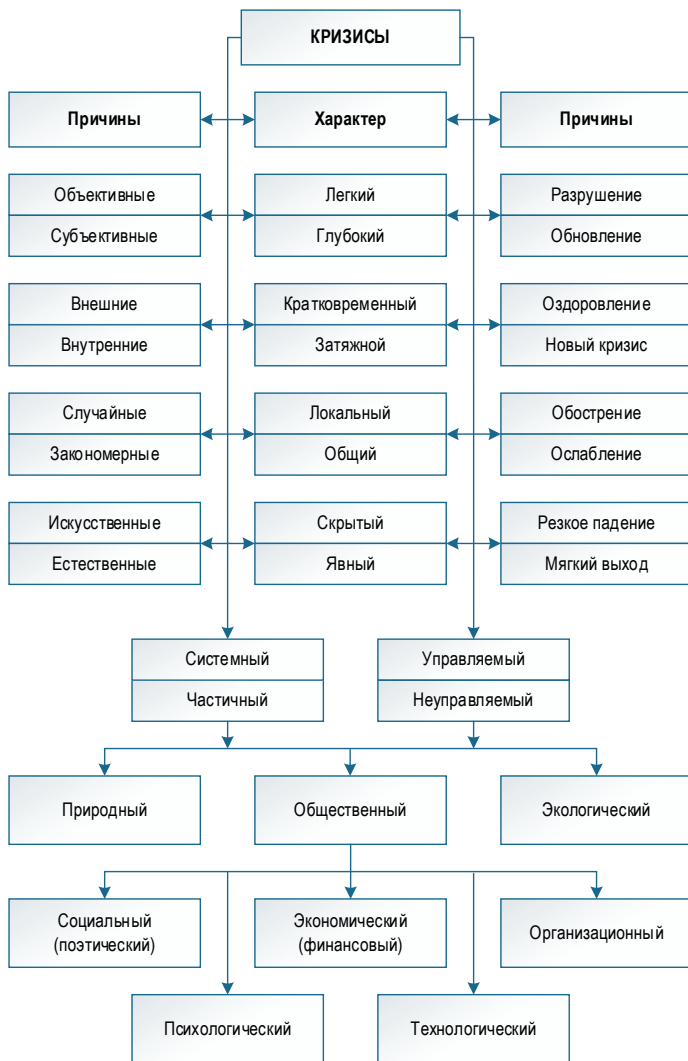 КРИЗИСЫ
Причины
Характер
Причины
Объективные
Легкий
Разрушение
Субъективные
Глубокий
Обновление
Внешние
Кратковременный
Оздоровление
Внутренние
Затяжной
Новый кризис
Случайные
Локальный
Обострение
Закономерные
Общий
Ослабление
Искусственные
Скрытый
Резкое падение
Естественные
Явный
Мягкий выход
Системный
Управляемый
Частичный
Неуправляемый
Природный
Общественный
Экологический
Социальный
(поэтический)
Экономический
(финансовый)
Организационный
Психологический
Технологический